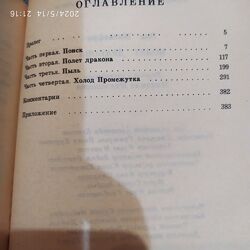 2024/5/14 21:16
ОГЛАВЛЕНИЕ
Пролог . . . . . . . 5
Часть первая. Поиск . . . . . . 7
Часть вторая. Полет дракона . . . . . 117
Часть третья. Пыль . . . . . . 199
Часть четвертая. Холод Промежутка . . . . 291
Комментарии . . . . . . 382
Приложение . . . . . . 383